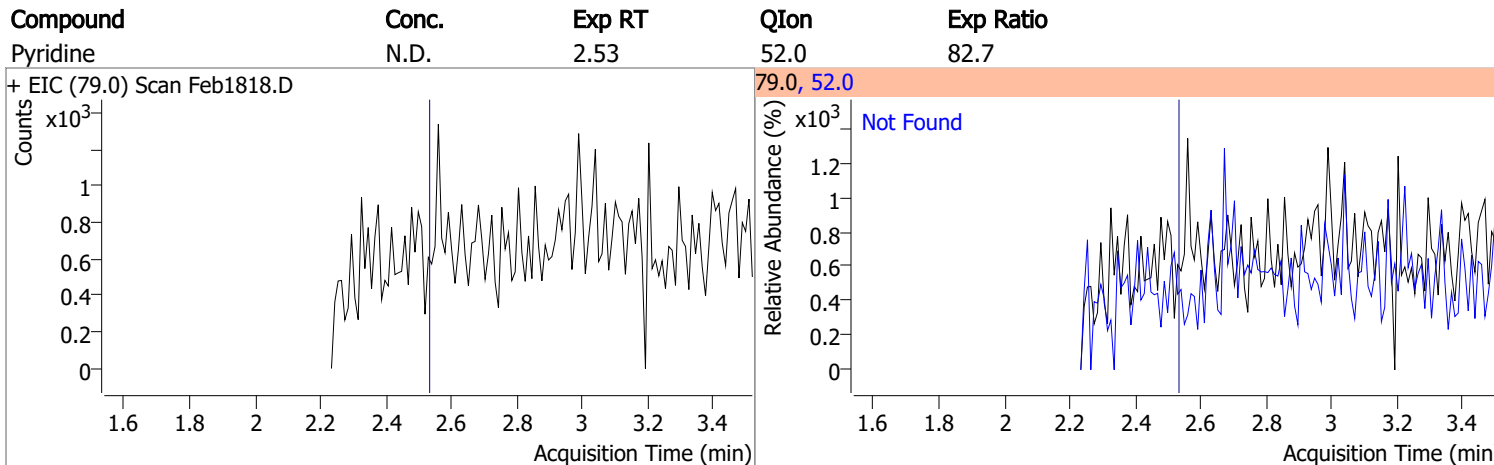 Compound Conc. Exp RT QIon Exp Ratio
Pyridine N.D. 2.53 52.0 82.7
+ EIC (79.0) Scan Feb1818.D
Counts
x10³
1
0.8
0.6
0.4
0.2
0
1.6 1.8 2 2.2 2.4 2.6 2.8 3 3.2 3.4
Acquisition Time (min)
79.0, 52.0
Relative Abundance (%)
x10³
Not Found
1.2
1
0.8
0.6
0.4
0.2
0
1.6 1.8 2 2.2 2.4 2.6 2.8 3 3.2 3.4
Acquisition Time (min